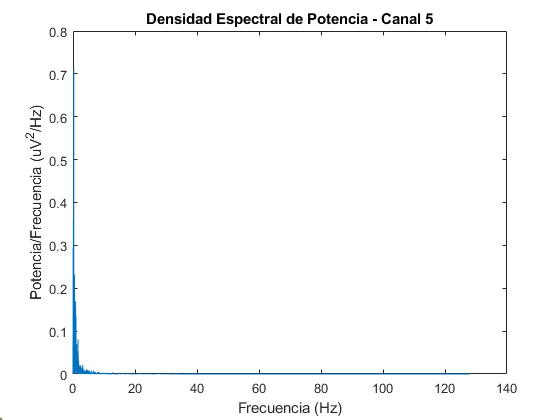 Densidad Espectral de Potencia - Canal 5
0.8
0.7
0.6
0.5
0.4
0.3
0.2
0.1
0
Potencia/Frecuencia (uV²/Hz)
0 20 40 60 80 100 120 140
Frecuencia (Hz)